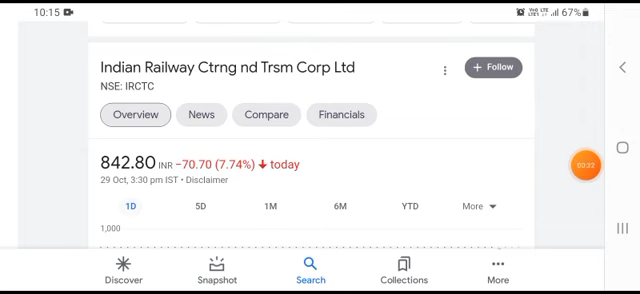 10:15 67%
Indian Railway Ctrng nd Trsm Corp Ltd
+ Follow
NSE: IRCTC
Overview News Compare Financials
842.80 INR −70.70 (7.74%) ↓ today
29 Oct, 3:30 pm IST • Disclaimer
00:22
1D 5D 1M 6M YTD More
1,000
Discover Snapshot Search Collections More